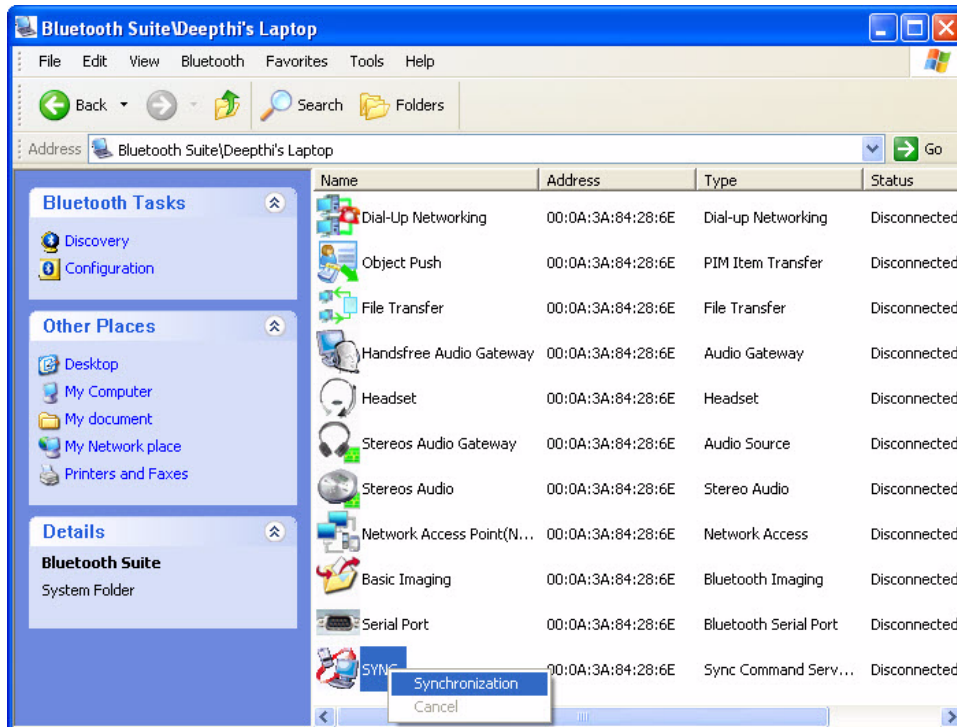 Bluetooth Suite\Deepthi's Laptop
File Edit View Bluetooth Favorites Tools Help
Back Search Folders
Address Bluetooth Suite\Deepthi's Laptop Go
Bluetooth Tasks
Discovery
Configuration
Other Places
Desktop
My Computer
My document
My Network place
Printers and Faxes
Details
Bluetooth Suite
System Folder
Name Address Type Status
Dial-Up Networking 00:0A:3A:84:28:6E Dial-up Networking Disconnected
Object Push 00:0A:3A:84:28:6E PIM Item Transfer Disconnected
File Transfer 00:0A:3A:84:28:6E File Transfer Disconnected
Handsfree Audio Gateway 00:0A:3A:84:28:6E Audio Gateway Disconnected
Headset 00:0A:3A:84:28:6E Headset Disconnected
Stereos Audio Gateway 00:0A:3A:84:28:6E Audio Source Disconnected
Stereos Audio 00:0A:3A:84:28:6E Stereo Audio Disconnected
Network Access Point(N... 00:0A:3A:84:28:6E Network Access Disconnected
Basic Imaging 00:0A:3A:84:28:6E Bluetooth Imaging Disconnected
Serial Port 00:0A:3A:84:28:6E Bluetooth Serial Port Disconnected
SYNC 00:0A:3A:84:28:6E Sync Command Serv... Disconnected
Synchronization
Cancel